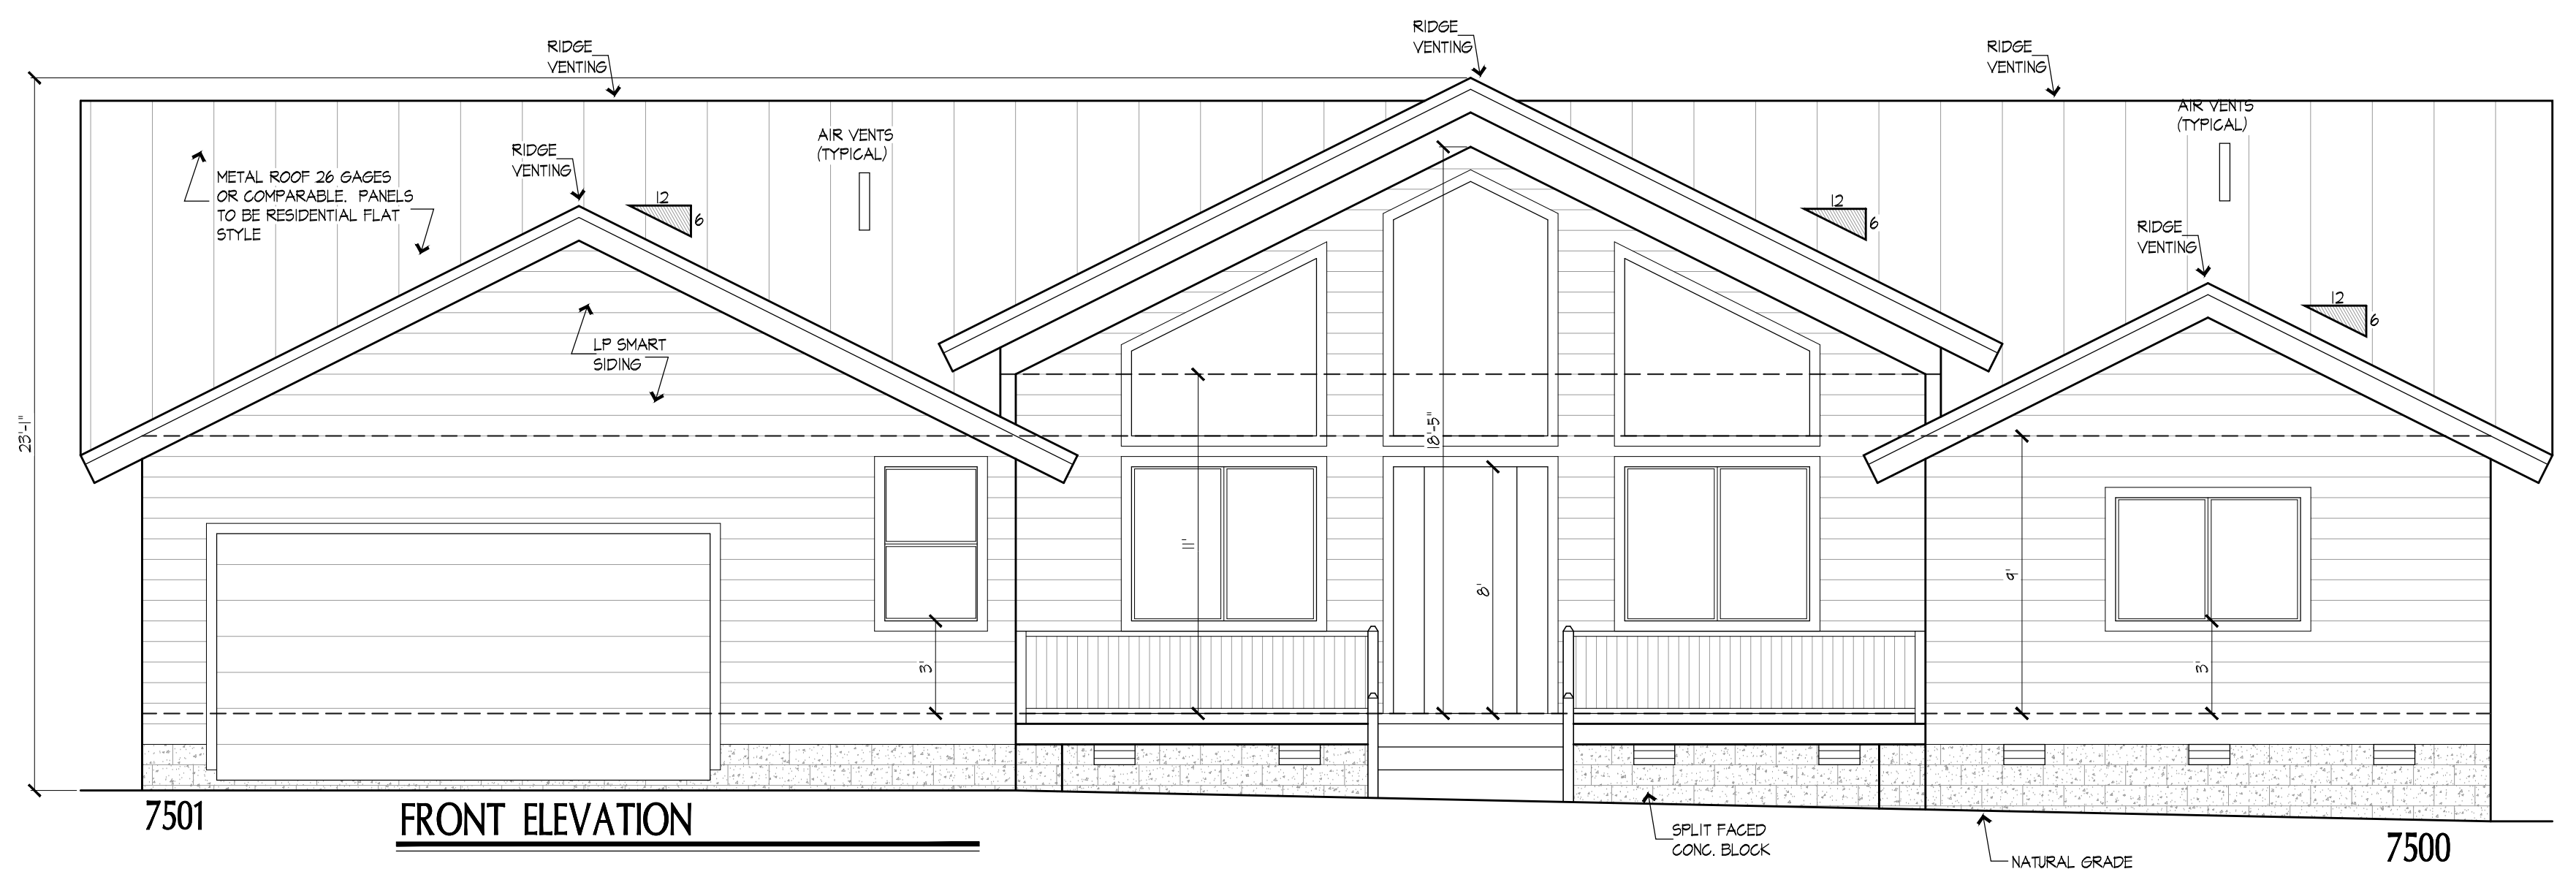 RIDGE
VENTING
RIDGE
VENTING
RIDGE
VENTING
AIR VENTS
(TYPICAL)
AIR VENTS
(TYPICAL)
RIDGE
VENTING
METAL ROOF 26 GAGES
OR COMPARABLE. PANELS
TO BE RESIDENTIAL FLAT
STYLE
12
6
12
6
RIDGE
VENTING
12
6
LP SMART
SIDING
23'-1"
18'-5"
11'
8'
9'
3'
3'
7501
FRONT ELEVATION
SPLIT FACED
CONC. BLOCK
NATURAL GRADE
7500